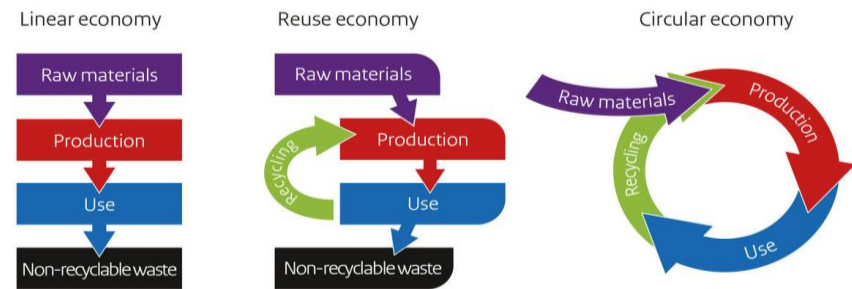 Linear economy
Raw materials
Production
Use
Non-recyclable waste
Reuse economy
Raw materials
Production
Recycling
Use
Non-recyclable waste
Circular economy
Raw materials
Production
Recycling
Use